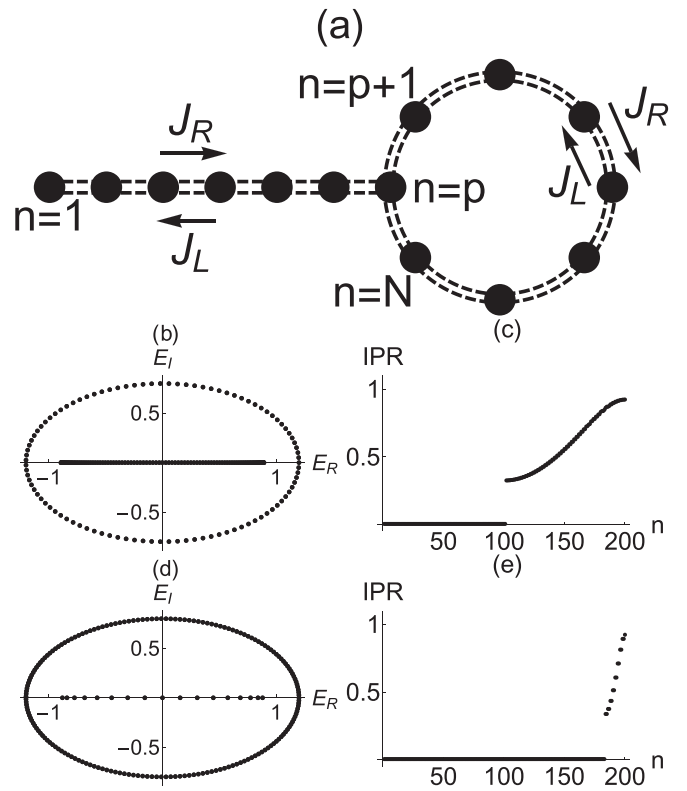 (a)
n=p+1
J_R
J_R
J_L
n=1
n=p
J_L
n=N
(b)
(c)
E_I
IPR
1
0.5
0.5
−1
1
E_R
−0.5
50
100
150
200
n
(d)
(e)
E_I
IPR
1
0.5
0.5
−1
1
E_R
−0.5
50
100
150
200
n